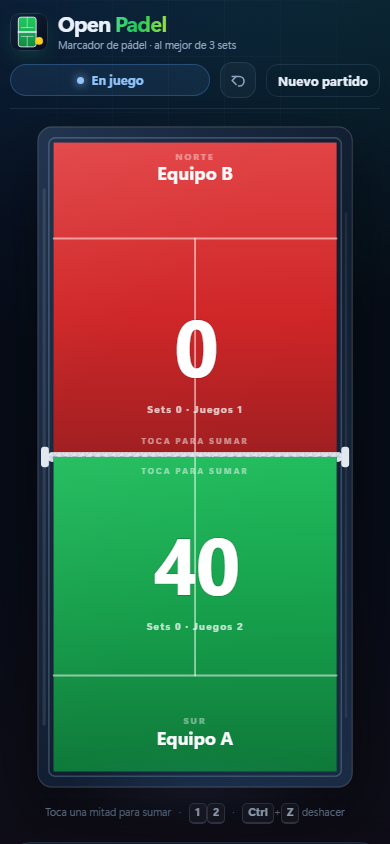 Open Padel
Marcador de pádel · al mejor de 3 sets
En juego
Nuevo partido
NORTE
Equipo B
0
Sets 0 · Juegos 1
TOCA PARA SUMAR
TOCA PARA SUMAR
40
Sets 0 · Juegos 2
SUR
Equipo A
Toca una mitad para sumar · 1 2 · Ctrl+Z deshacer